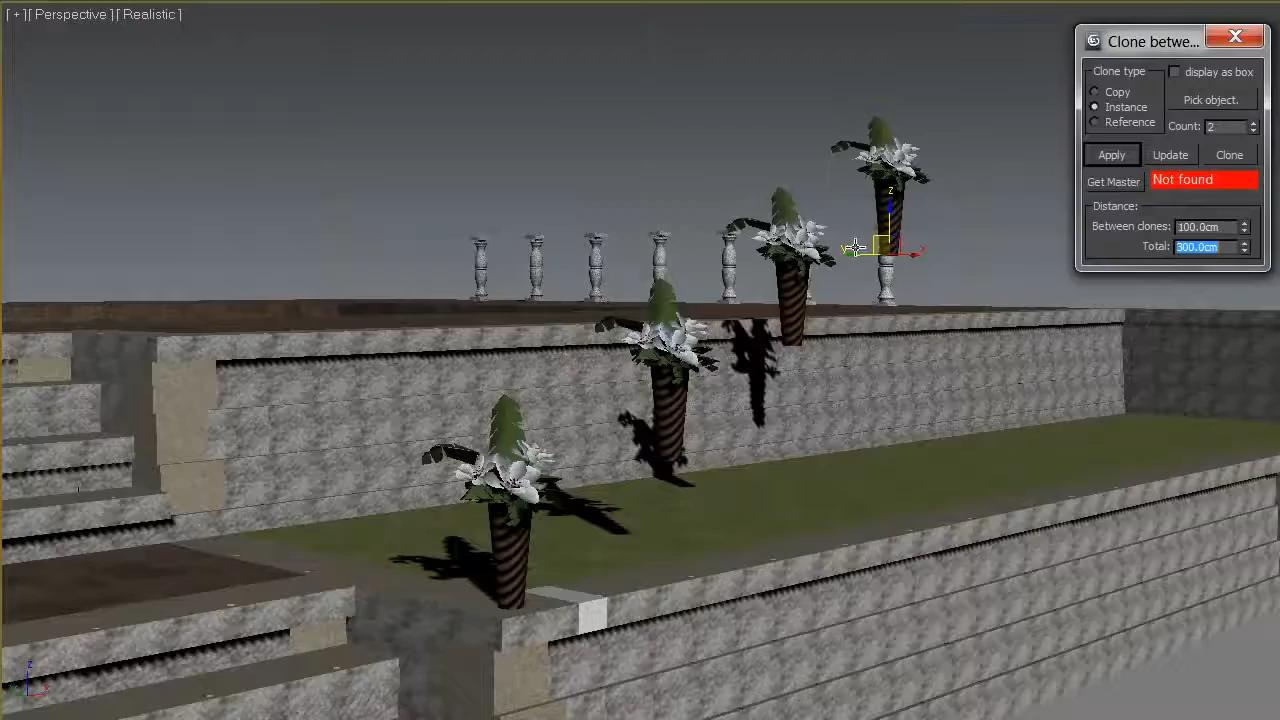 [ + ][ Perspective ][ Realistic ]
Clone betwe...
Clone type
display as box
Copy
Pick object.
Instance
Reference
Count: 2
Apply
Update
Clone
Get Master
Not found
Distance:
Between clones: 100.0cm
Total: 300.0cm
z
y
x
z